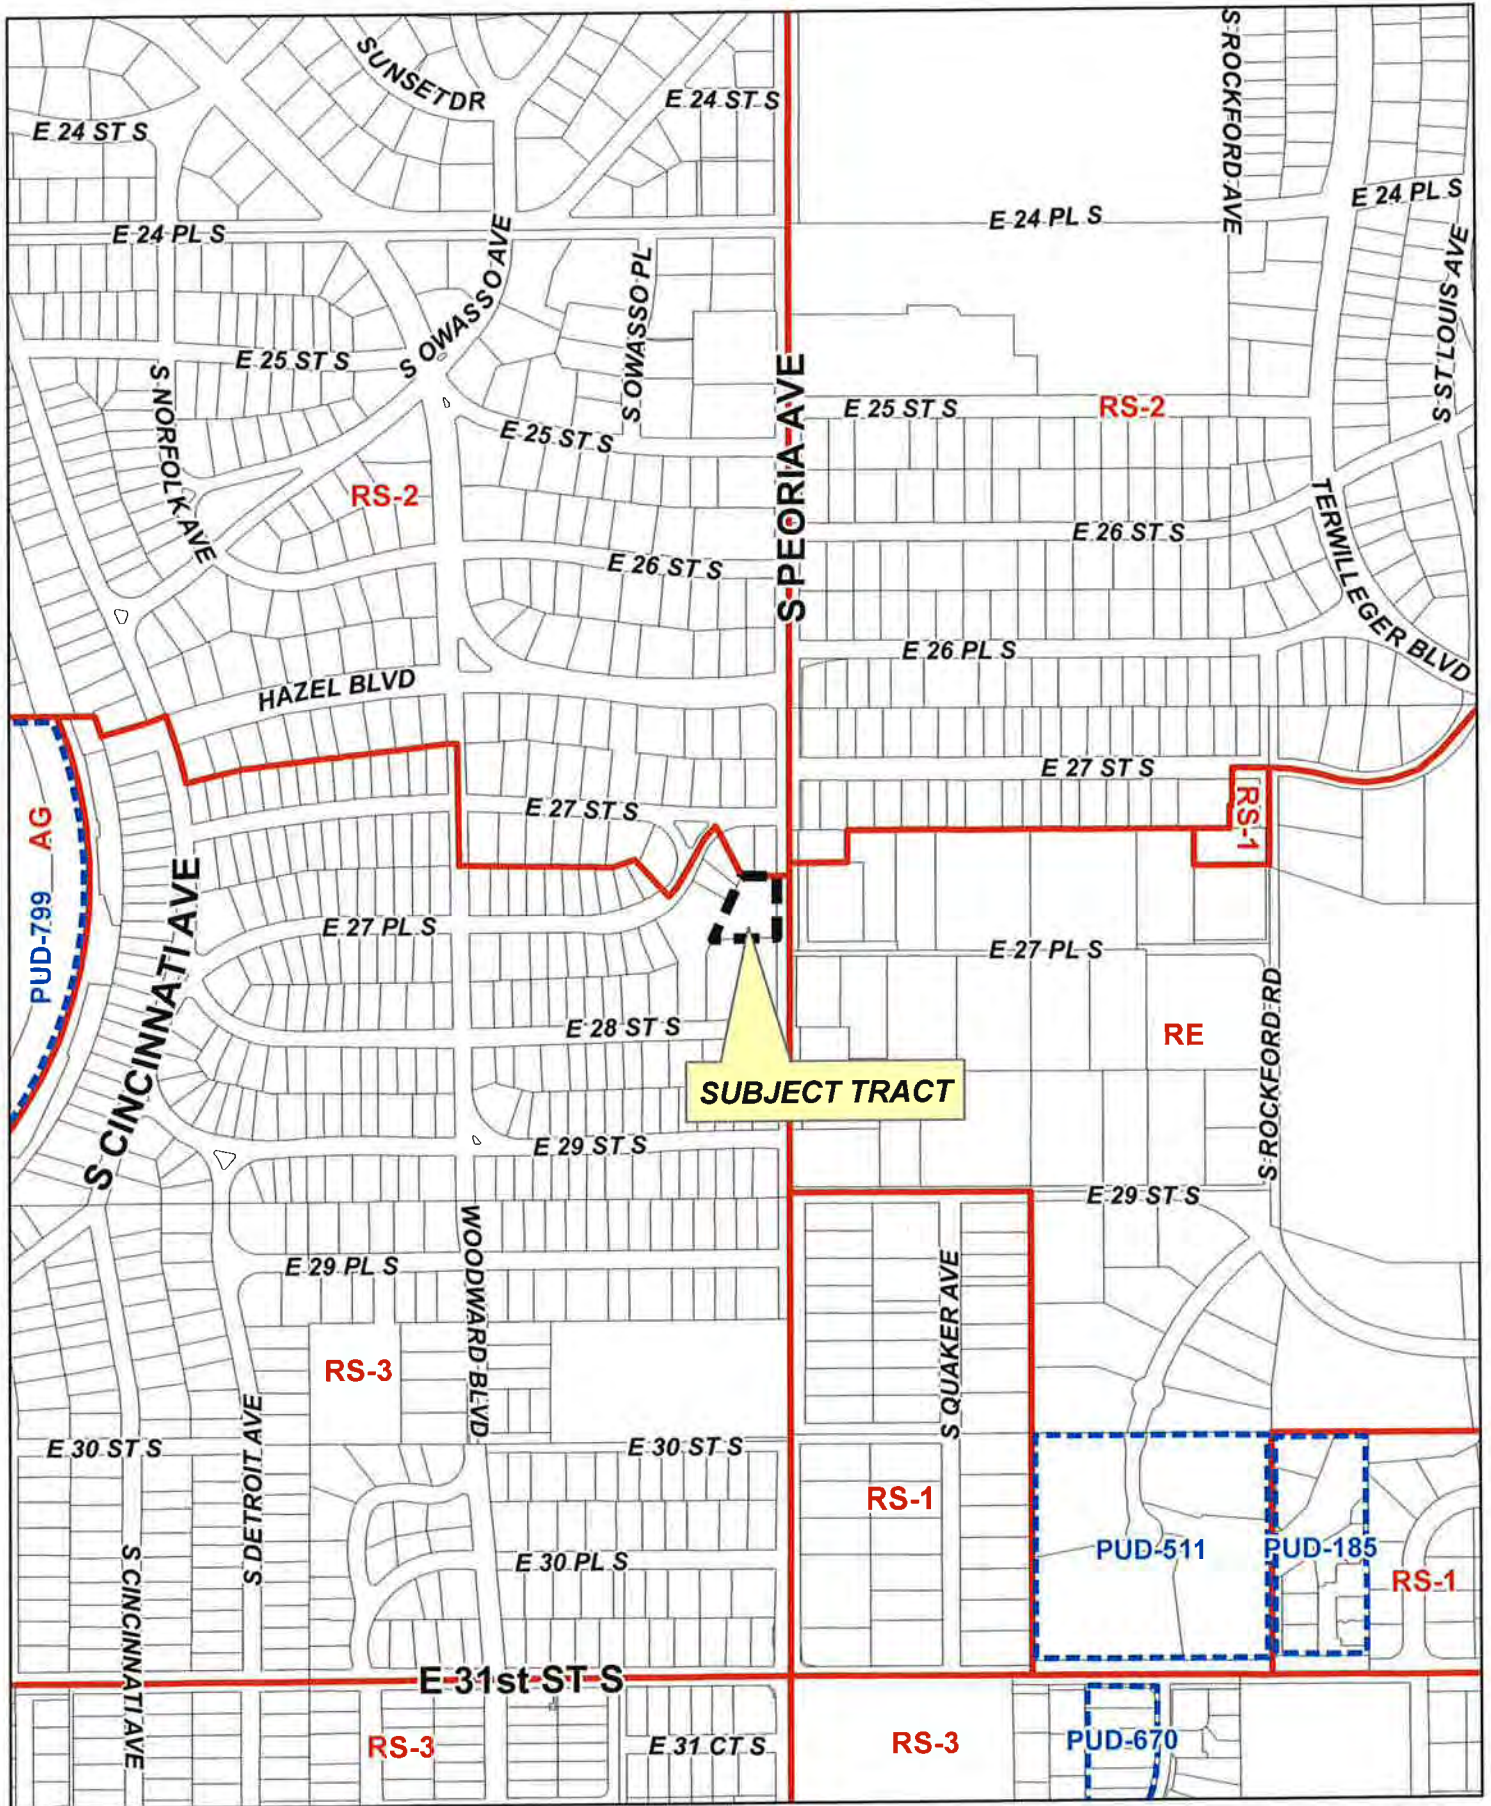 SUNSET DR
S ROCKFORD AVE
E 24 ST S
E 24 ST S
E 24 PL S
E 24 PL S
E 24 PL S
S OWASSO AVE
S OWASSO PL
S ST LOUIS AVE
E 25 ST S
S NORFOLK AVE
S PEORIA AVE
E 25 ST S
RS-2
E 25 ST S
RS-2
TERWILLEGER BLVD
E 26 ST S
E 26 ST S
E 26 PL S
HAZEL BLVD
E 27 ST S
E 27 ST S
RS-1
AG
PUD-799
S CINCINNATI AVE
E 27 PL S
E 27 PL S
S ROCKFORD RD
E 28 ST S
RE
SUBJECT TRACT
E 29 ST S
E 29 ST S
WOODWARD BLVD
S QUAKER AVE
E 29 PL S
RS-3
S DETROIT AVE
E 30 ST S
E 30 ST S
RS-1
S CINCINNATI AVE
PUD-511
PUD-185
E 30 PL S
RS-1
E 31st ST S
RS-3
E 31 CT S
RS-3
PUD-670